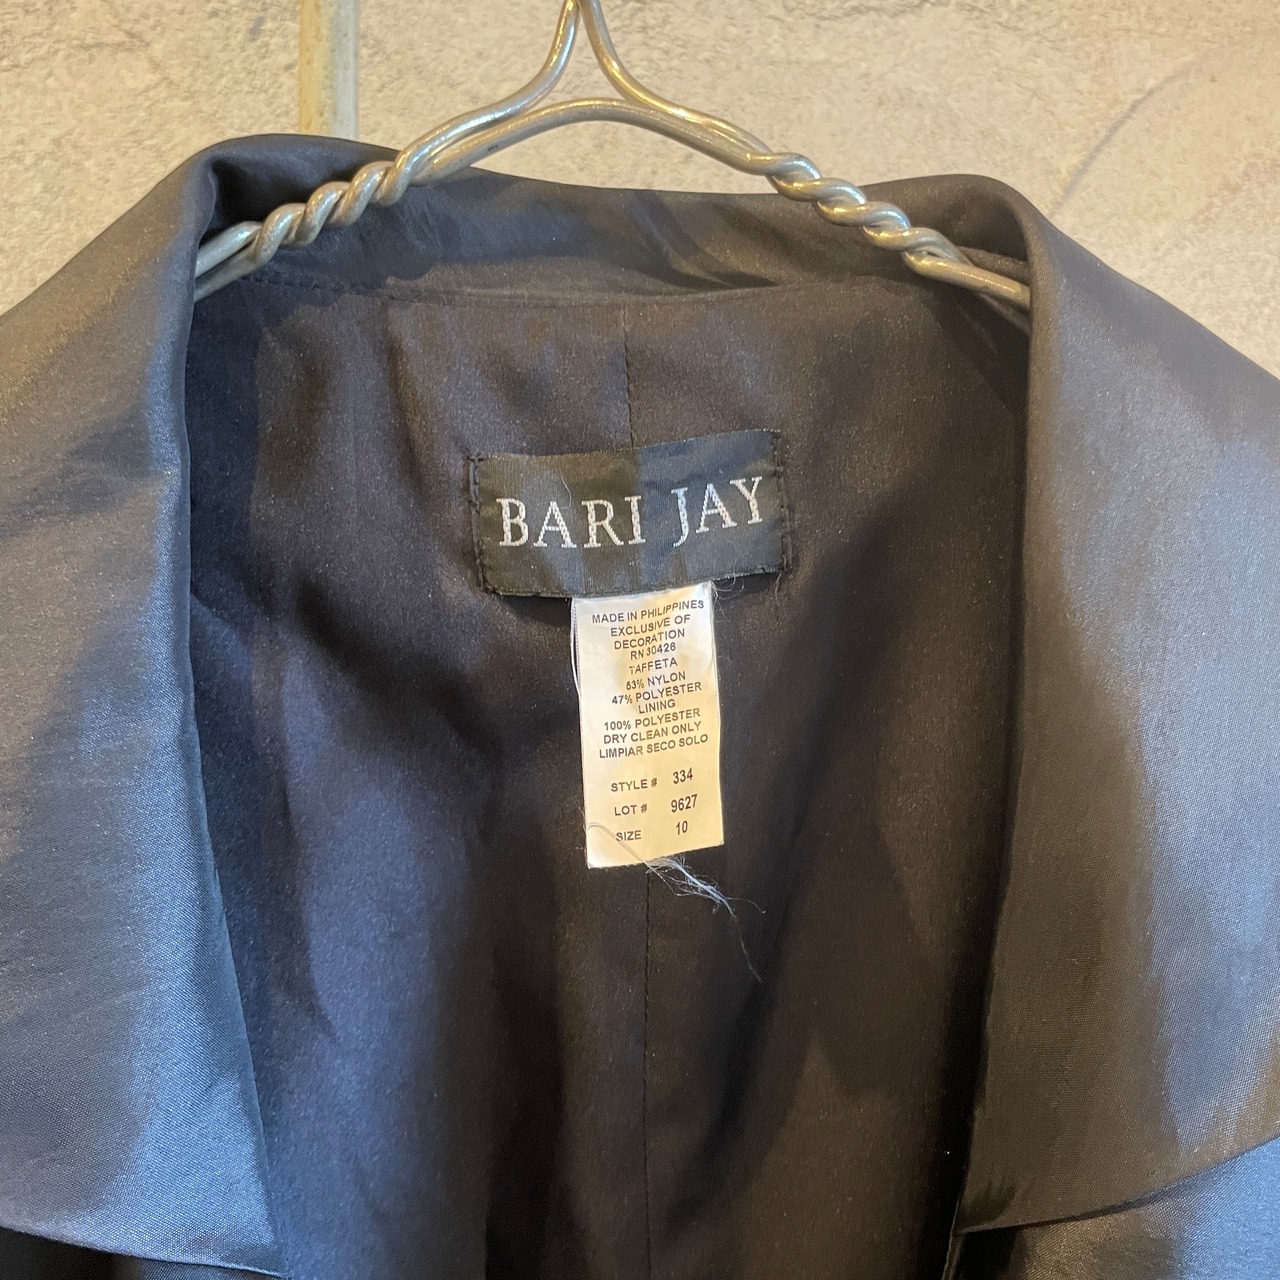 BARI JAY
MADE IN PHILIPPINES
EXCLUSIVE OF
DECORATION
RN 30426
TAFFETA
53% NYLON
47% POLYESTER
LINING
100% POLYESTER
DRY CLEAN ONLY
LIMPIAR SECO SOLO
STYLE # 334
LOT # 9627
SIZE 10